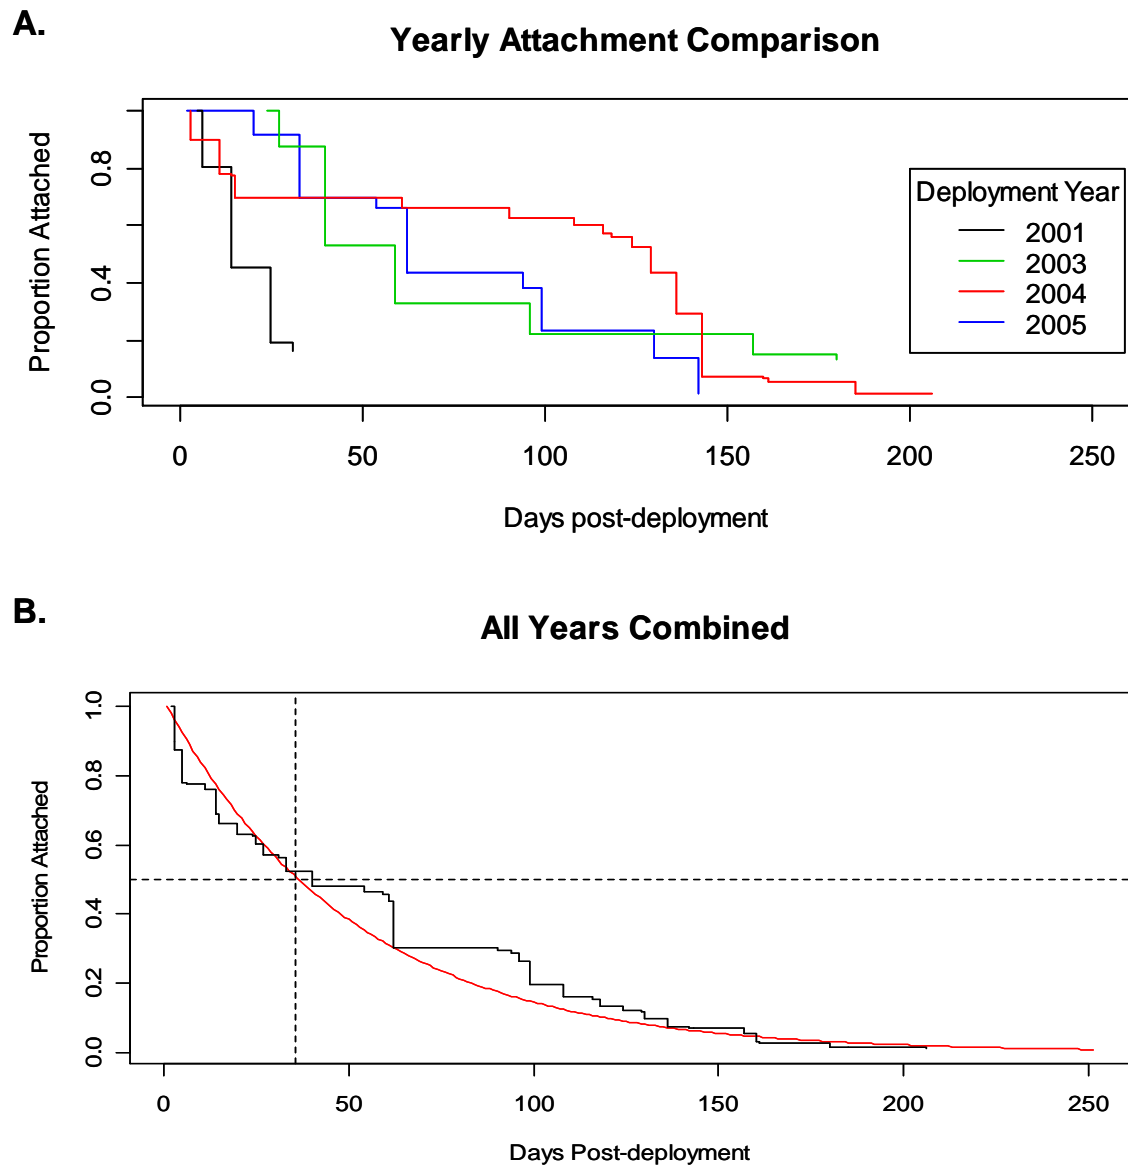 A.
Yearly Attachment Comparison
Proportion Attached
0.8
0.4
0.0
Deployment Year
2001
2003
2004
2005
0 50 100 150 200 250
Days post-deployment
B.
All Years Combined
Proportion Attached
1.0
0.8
0.6
0.4
0.2
0.0
0 50 100 150 200 250
Days Post-deployment